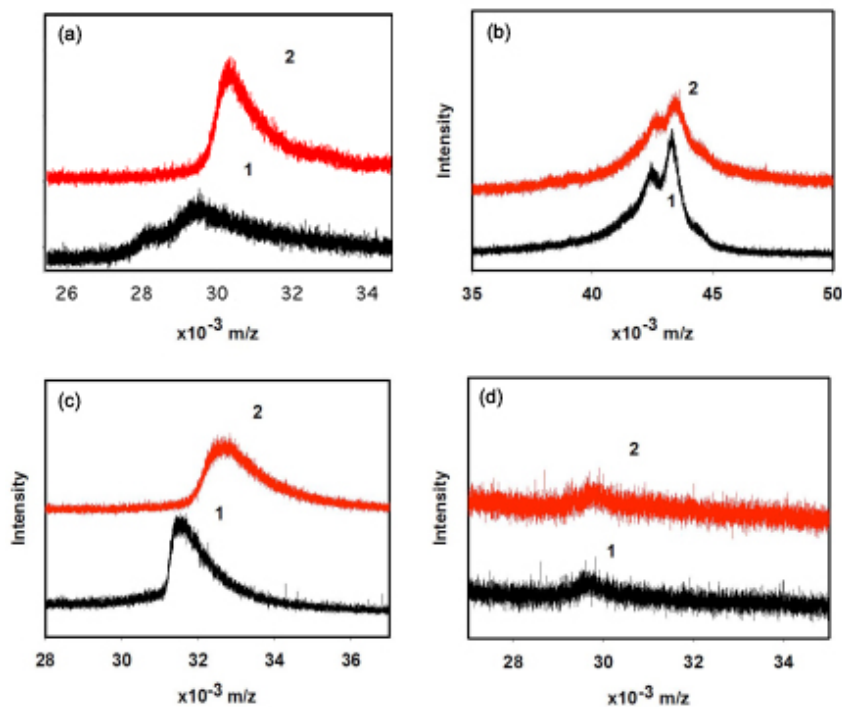 (a)
2
1
26 28 30 32 34
x10⁻³ m/z
(b)
2
1
Intensity
35 40 45 50
x10⁻³ m/z
(c)
2
1
Intensity
28 30 32 34 36
x10⁻³ m/z
(d)
2
1
Intensity
28 30 32 34
x10⁻³ m/z